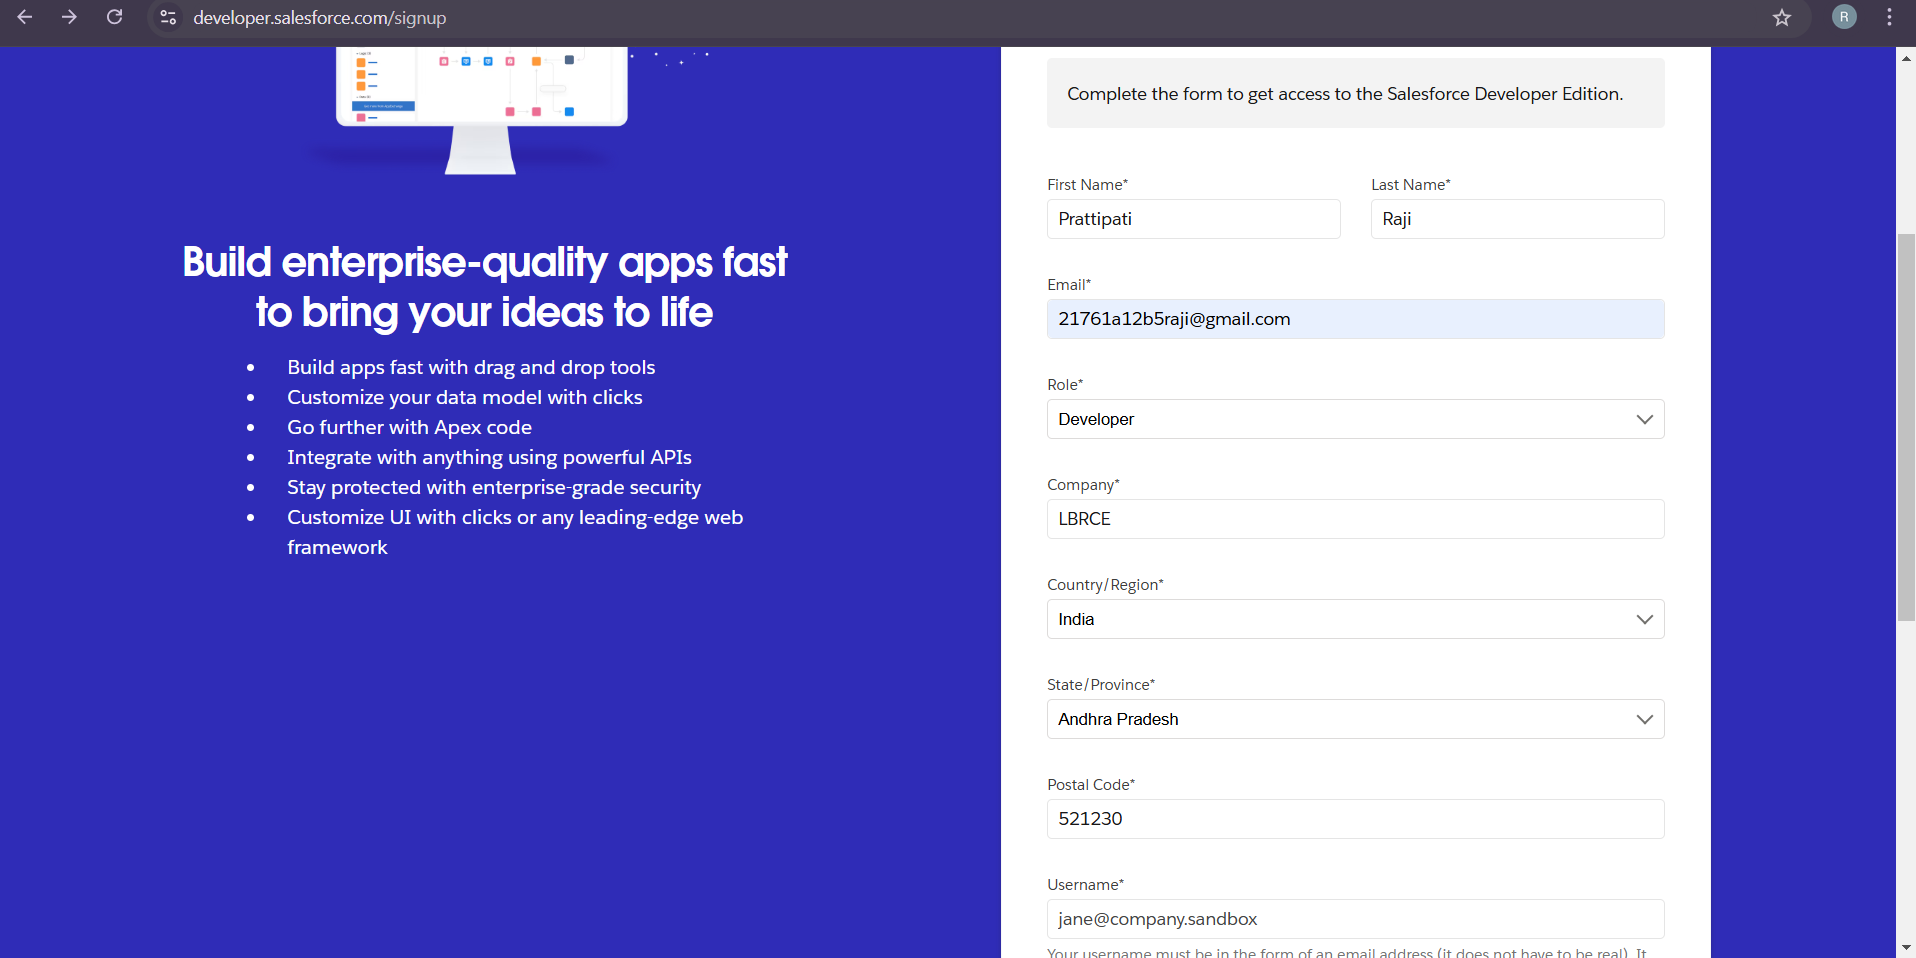 developer.salesforce.com/signup
R
Complete the form to get access to the Salesforce Developer Edition.
First Name* Last Name*
Prattipati Raji
Email*
21761a12b5raji@gmail.com
Role*
Developer
Company*
LBRCE
Country/Region*
India
State/Province*
Andhra Pradesh
Postal Code*
521230
Username*
jane@company.sandbox
Your username must be in the form of an email address (it does not have to be real). It
Build enterprise-quality apps fast
to bring your ideas to life
Build apps fast with drag and drop tools
Customize your data model with clicks
Go further with Apex code
Integrate with anything using powerful APIs
Stay protected with enterprise-grade security
Customize UI with clicks or any leading-edge web
framework